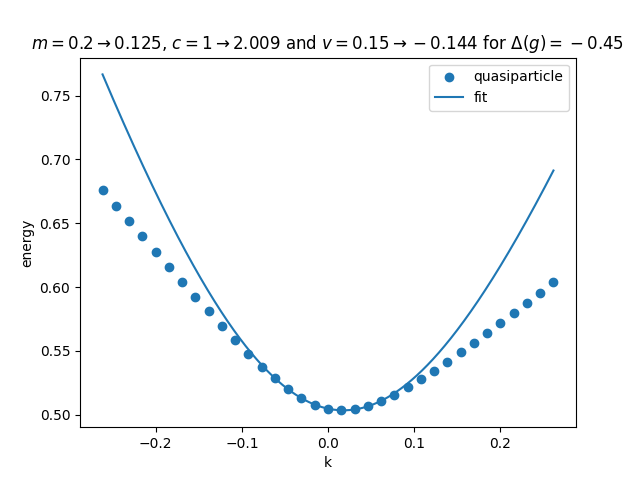 m = 0.2 → 0.125, c = 1 → 2.009 and v = 0.15 → −0.144 for Δ(g) = −0.45
quasiparticle
fit
0.75
0.70
0.65
0.60
0.55
0.50
energy
−0.2
−0.1
0.0
0.1
0.2
k